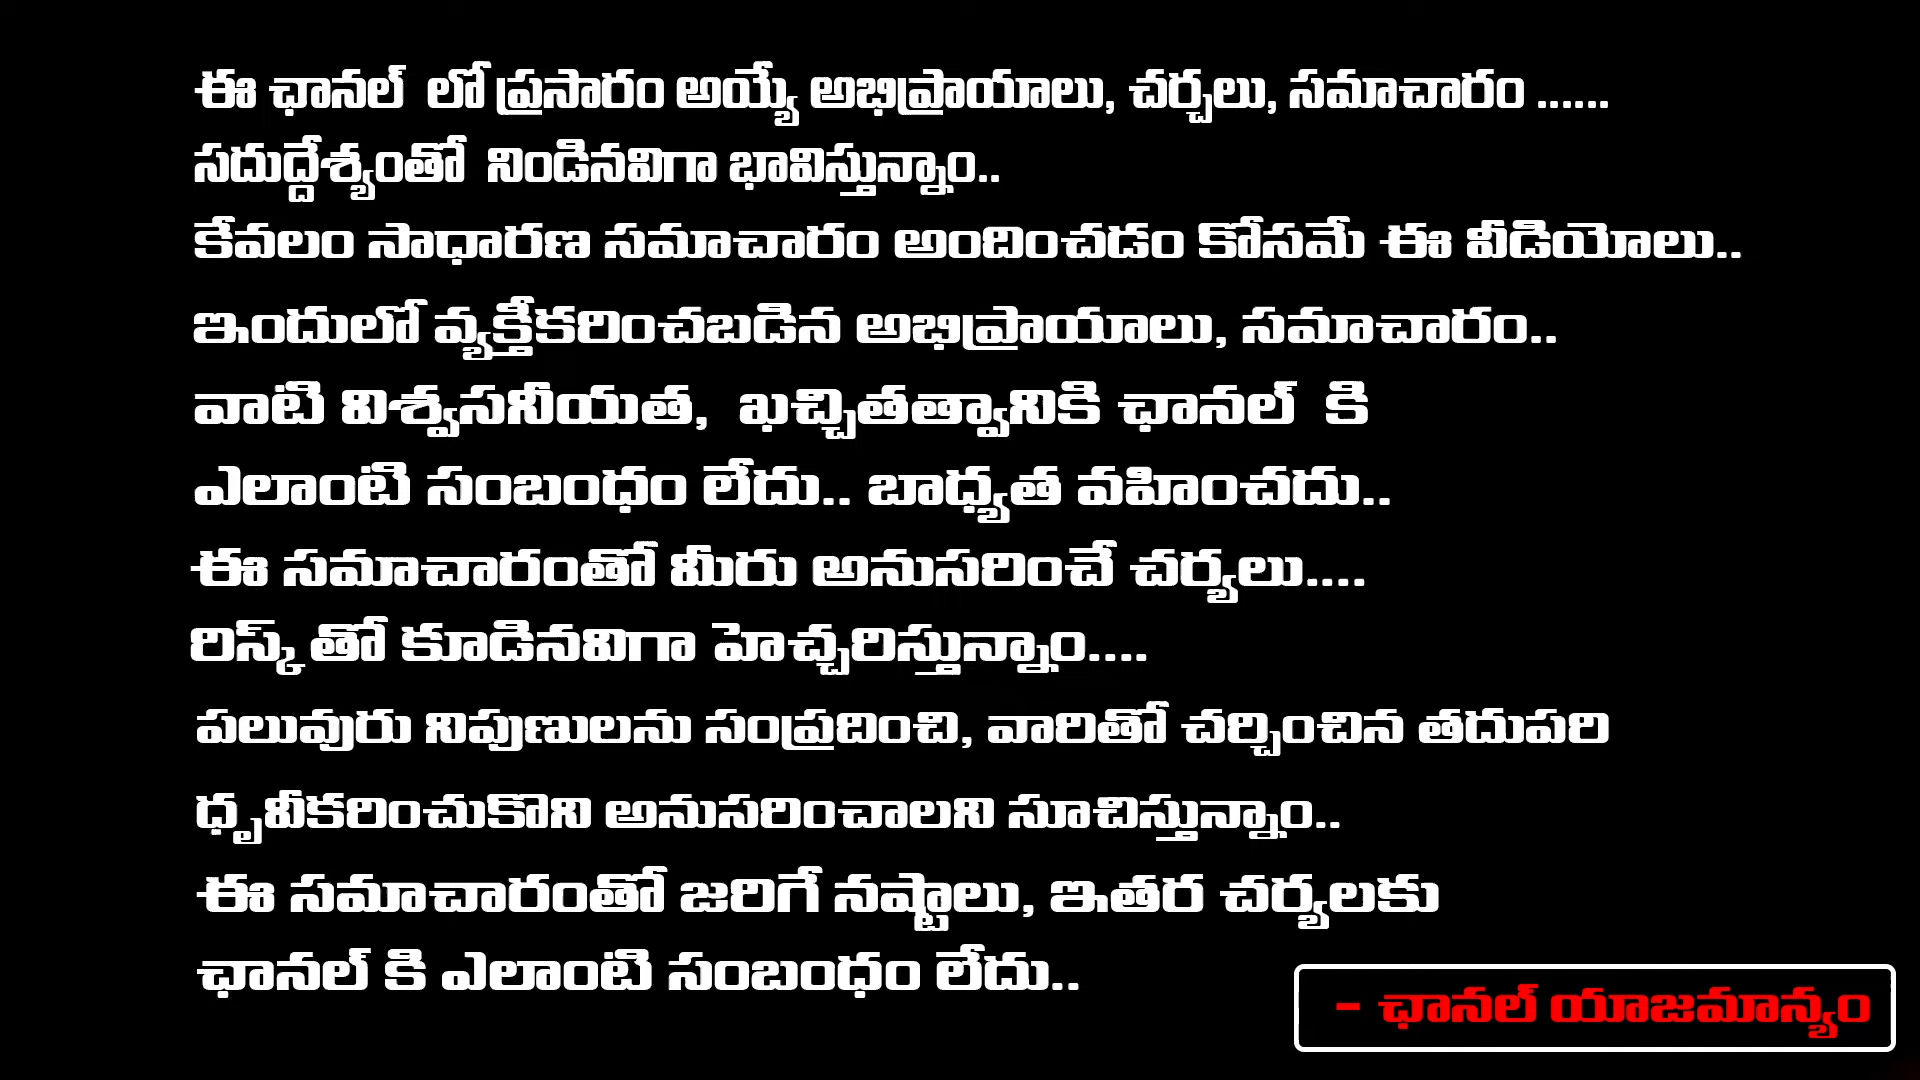 ఈ ఛానల్ లో ప్రసారం అయ్యే అభిప్రాయాలు, చర్చలు, సమాచారం ......
సదుద్దేశ్యంతో నిండినవిగా భావిస్తున్నాం..
కేవలం సాధారణ సమాచారం అందించడం కోసమే ఈ వీడియోలు..
ఇందులో వ్యక్తీకరించబడిన అభిప్రాయాలు, సమాచారం..
వాటి విశ్వసనీయత, ఖచ్చితత్వానికి ఛానల్ కి
ఎలాంటి సంబంధం లేదు.. బాధ్యత వహించదు..
ఈ సమాచారంతో మీరు అనుసరించే చర్యలు....
రిస్క్ తో కూడినవిగా హెచ్చరిస్తున్నాం....
పలువురు నిపుణులను సంప్రదించి, వారితో చర్చించిన తదుపరి
ధృవీకరించుకొని అనుసరించాలని సూచిస్తున్నాం..
ఈ సమాచారంతో జరిగే నష్టాలు, ఇతర చర్యలకు
ఛానల్ కి ఎలాంటి సంబంధం లేదు..
- ఛానల్ యాజమాన్యం